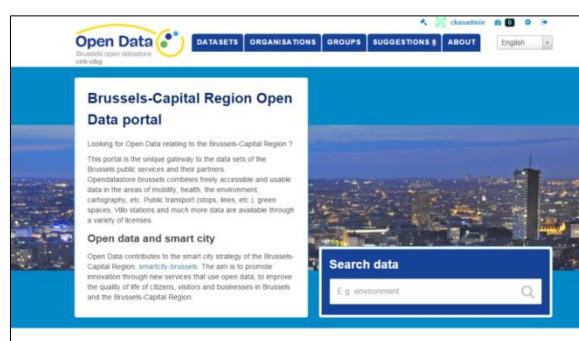 ckanadmin 0
Open Data
Brussels open datastore
cirb-cibg
DATASETS ORGANISATIONS GROUPS SUGGESTIONS ABOUT English
Brussels-Capital Region Open
Data portal
Looking for Open Data relating to the Brussels-Capital Region ?
This portal is the unique gateway to the data sets of the
Brussels public services and their partners.
Opendatastore.brussels combines freely accessible and usable
data in the areas of mobility, health, the environment,
cartography, etc. Public transport (stops, lines, etc.), green
spaces, Villo stations and much more data are available through
a variety of licenses.
Open data and smart city
Open Data contributes to the smart city strategy of the Brussels-
Capital Region, smartcity-brussels. The aim is to promote
innovation through new services that use open data, to improve
the quality of life of citizens, visitors and businesses in Brussels
and the Brussels-Capital Region.
Search data
E.g. environment